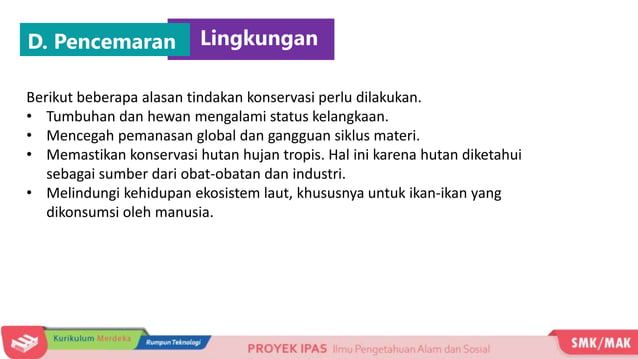 D. Pencemaran Lingkungan
Berikut beberapa alasan tindakan konservasi perlu dilakukan.
• Tumbuhan dan hewan mengalami status kelangkaan.
• Mencegah pemanasan global dan gangguan siklus materi.
• Memastikan konservasi hutan hujan tropis. Hal ini karena hutan diketahui
sebagai sumber dari obat-obatan dan industri.
• Melindungi kehidupan ekosistem laut, khususnya untuk ikan-ikan yang
dikonsumsi oleh manusia.
Kurikulum Merdeka
Rumpun Teknologi
PROYEK IPAS Ilmu Pengetahuan Alam dan Sosial
SMK/MAK